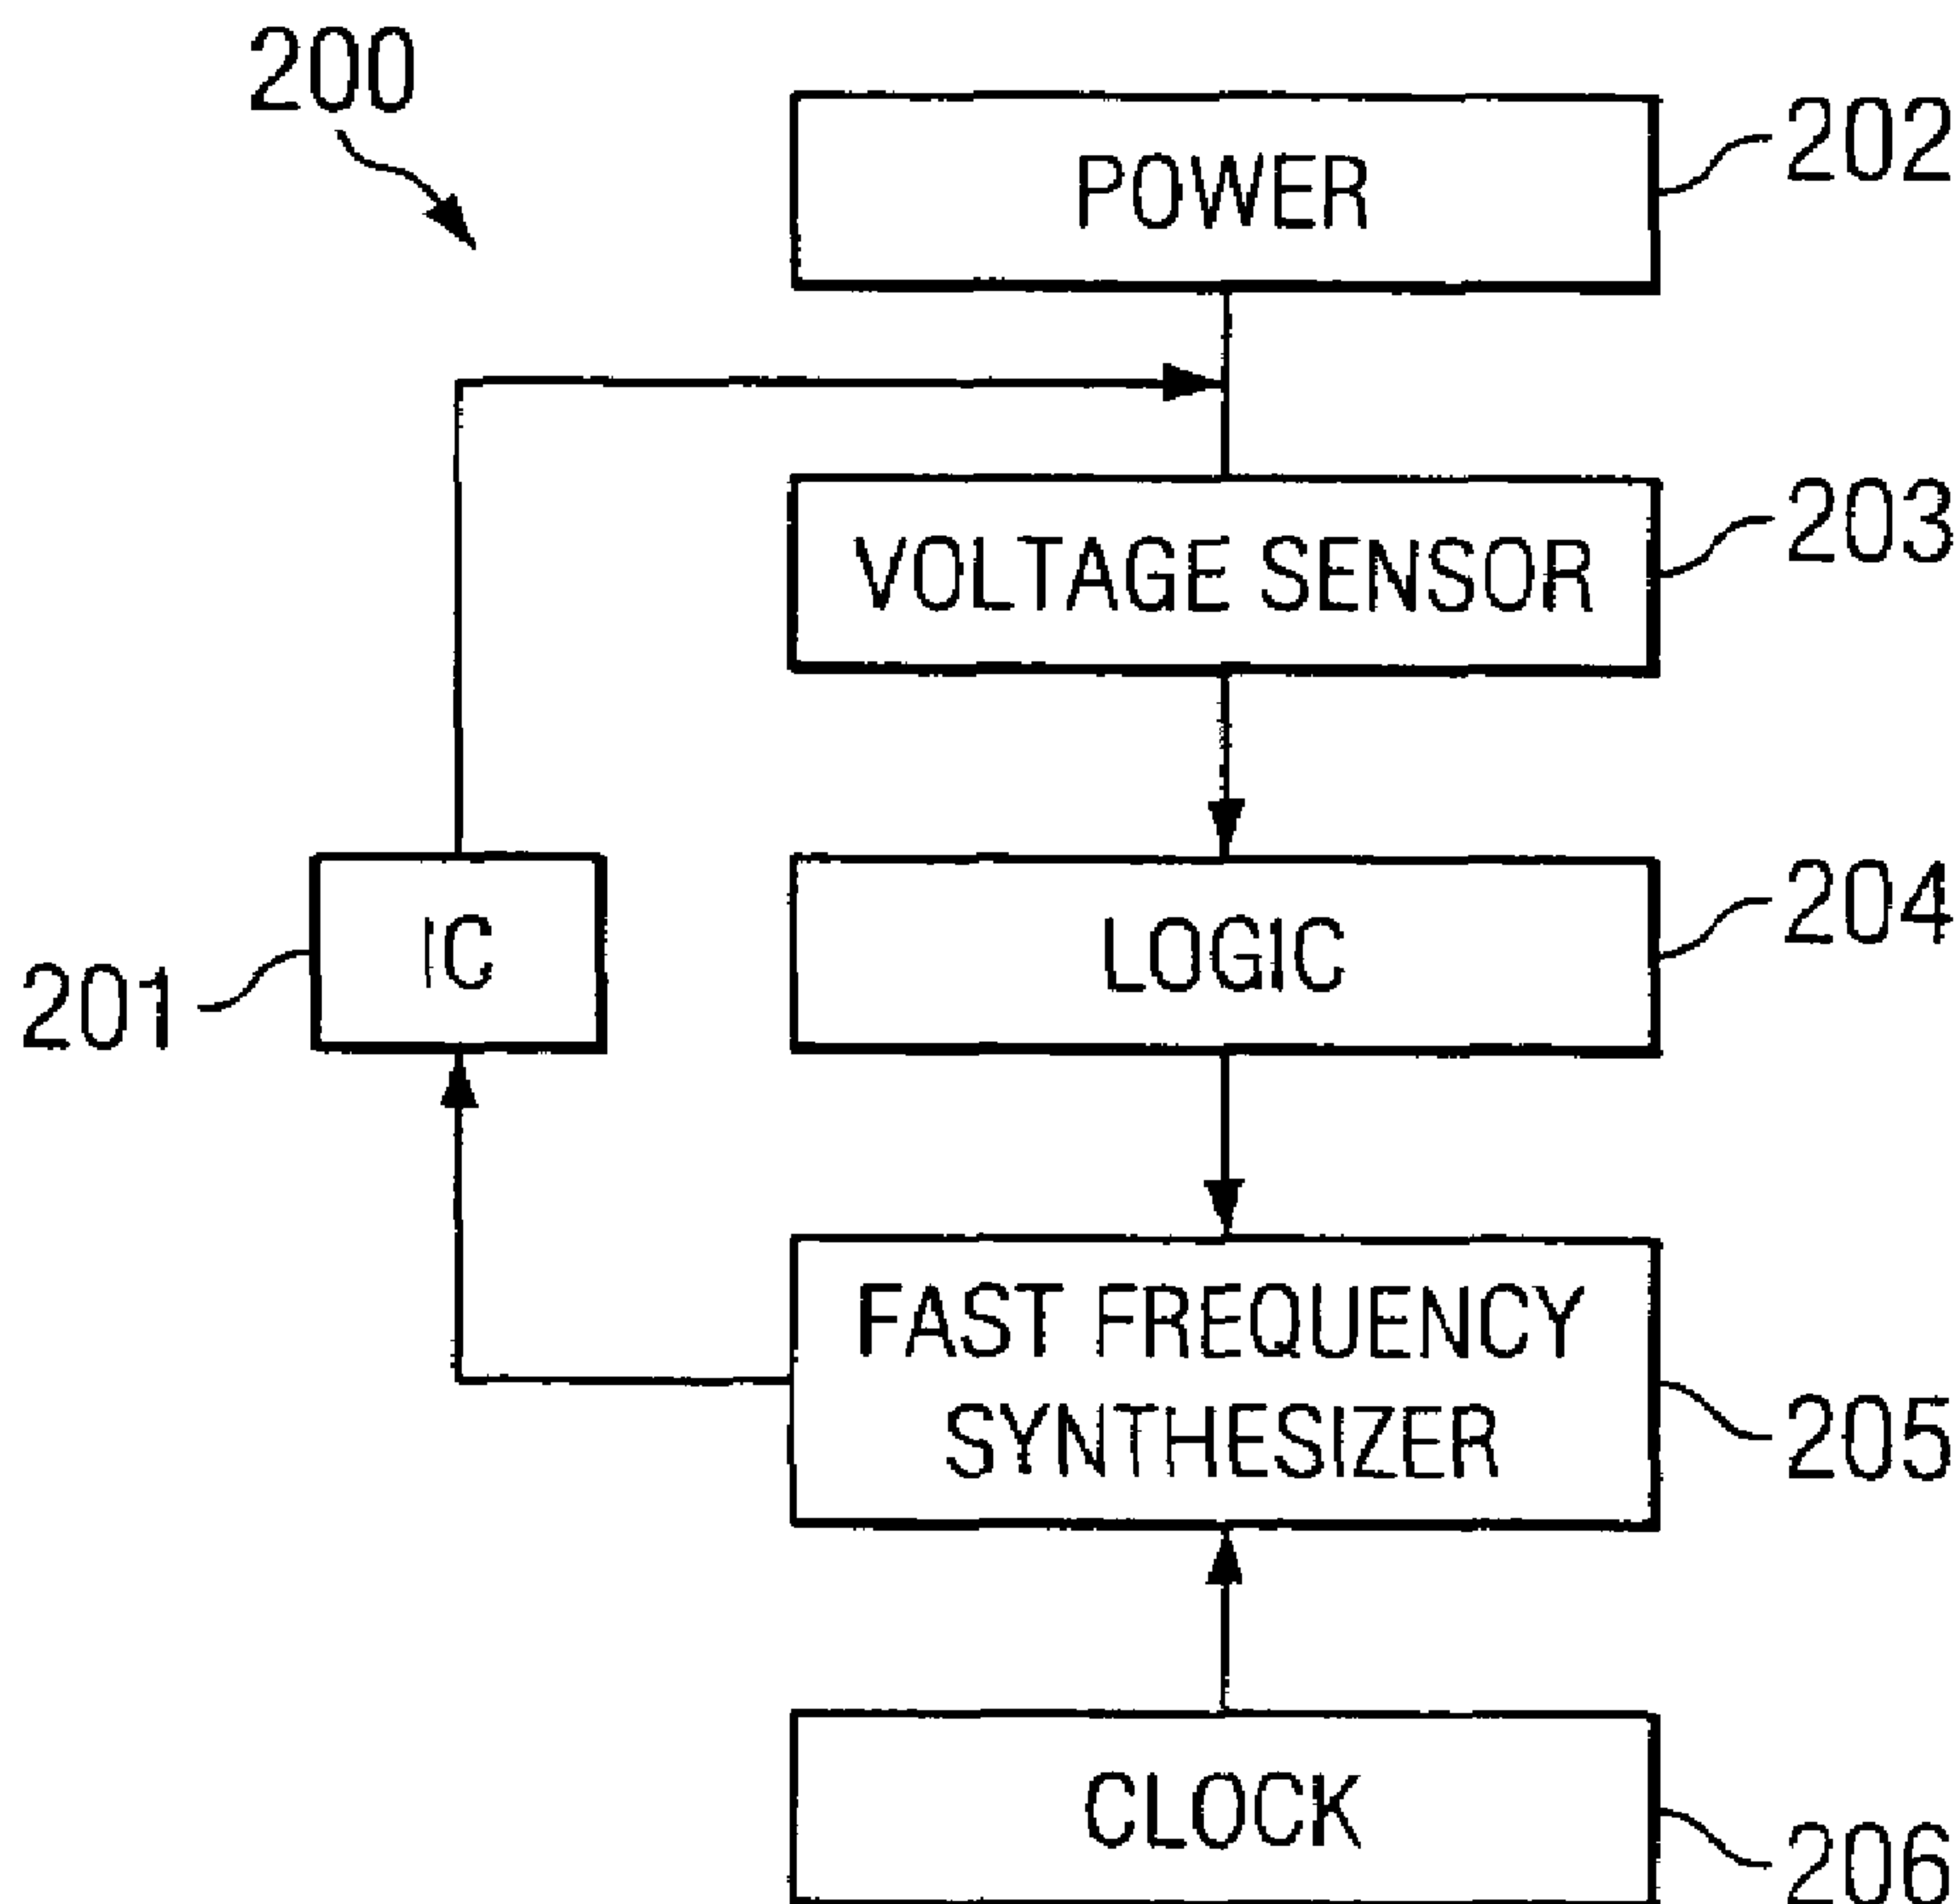 200
POWER
202
VOLTAGE SENSOR
203
IC
201
LOGIC
204
FAST FREQUENCY
SYNTHESIZER
205
CLOCK
206